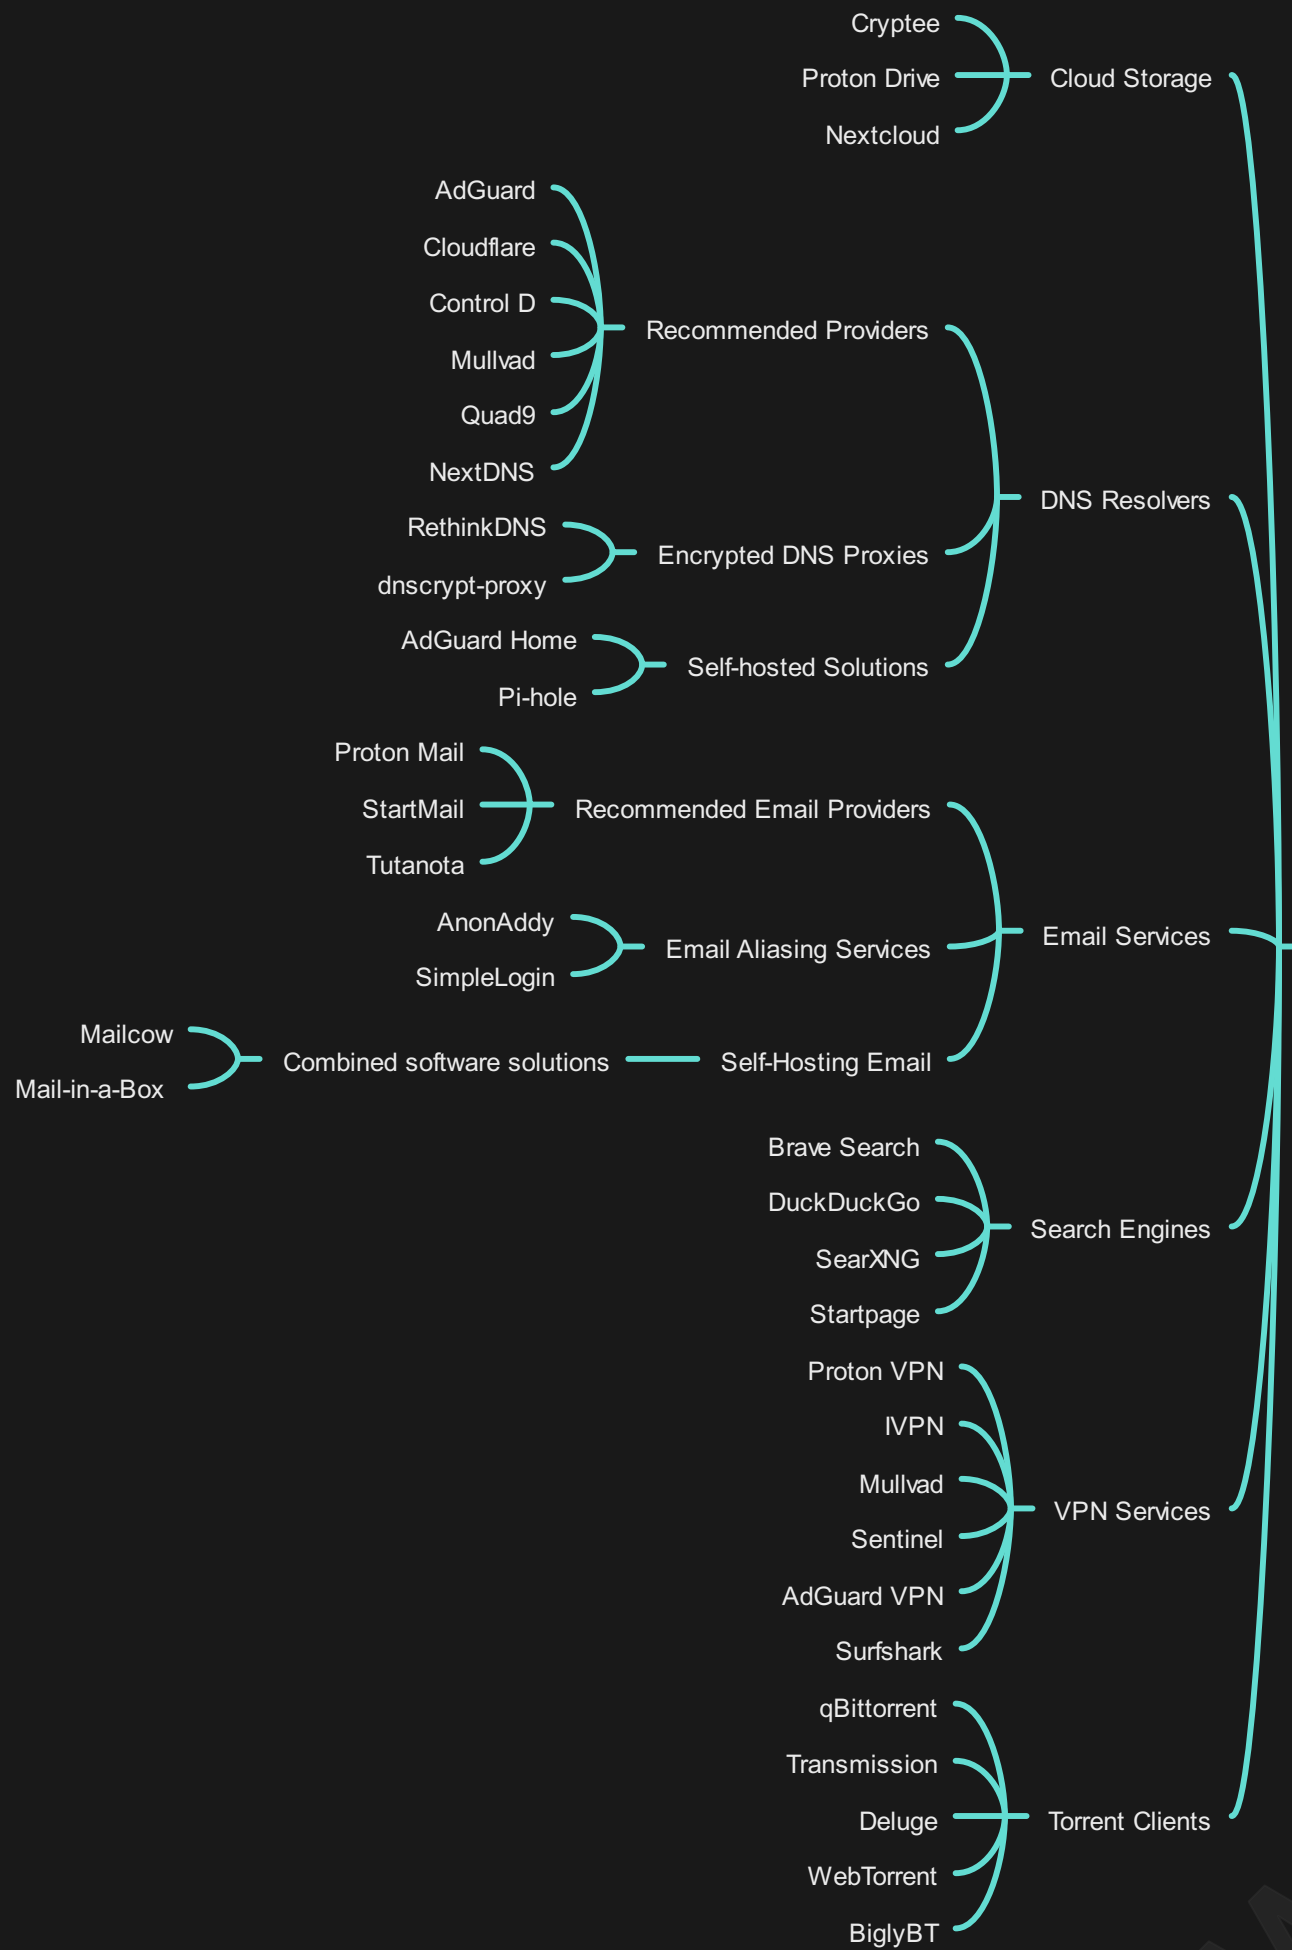 Cryptee
Proton Drive
Cloud Storage
Nextcloud
AdGuard
Cloudflare
Control D
Recommended Providers
Mullvad
Quad9
NextDNS
DNS Resolvers
RethinkDNS
Encrypted DNS Proxies
dnscrypt-proxy
AdGuard Home
Self-hosted Solutions
Pi-hole
Proton Mail
StartMail
Recommended Email Providers
Tutanota
AnonAddy
Email Aliasing Services
Email Services
SimpleLogin
Mailcow
Combined software solutions
Self-Hosting Email
Mail-in-a-Box
Brave Search
DuckDuckGo
Search Engines
SearXNG
Startpage
Proton VPN
IVPN
Mullvad
VPN Services
Sentinel
AdGuard VPN
Surfshark
qBittorrent
Transmission
Deluge
Torrent Clients
WebTorrent
BiglyBT